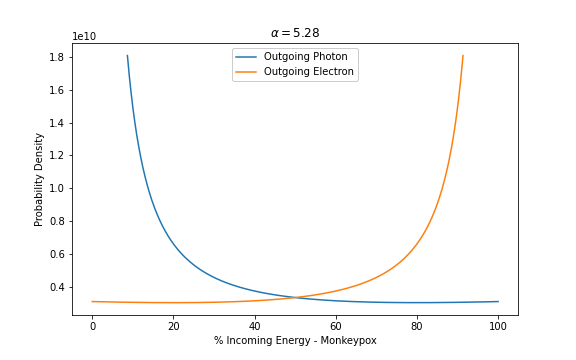 α = 5.28
1e10
Outgoing Photon
Outgoing Electron
1.8
1.6
1.4
1.2
1.0
0.8
0.6
0.4
Probability Density
0
20
40
60
80
100
% Incoming Energy - Monkeypox